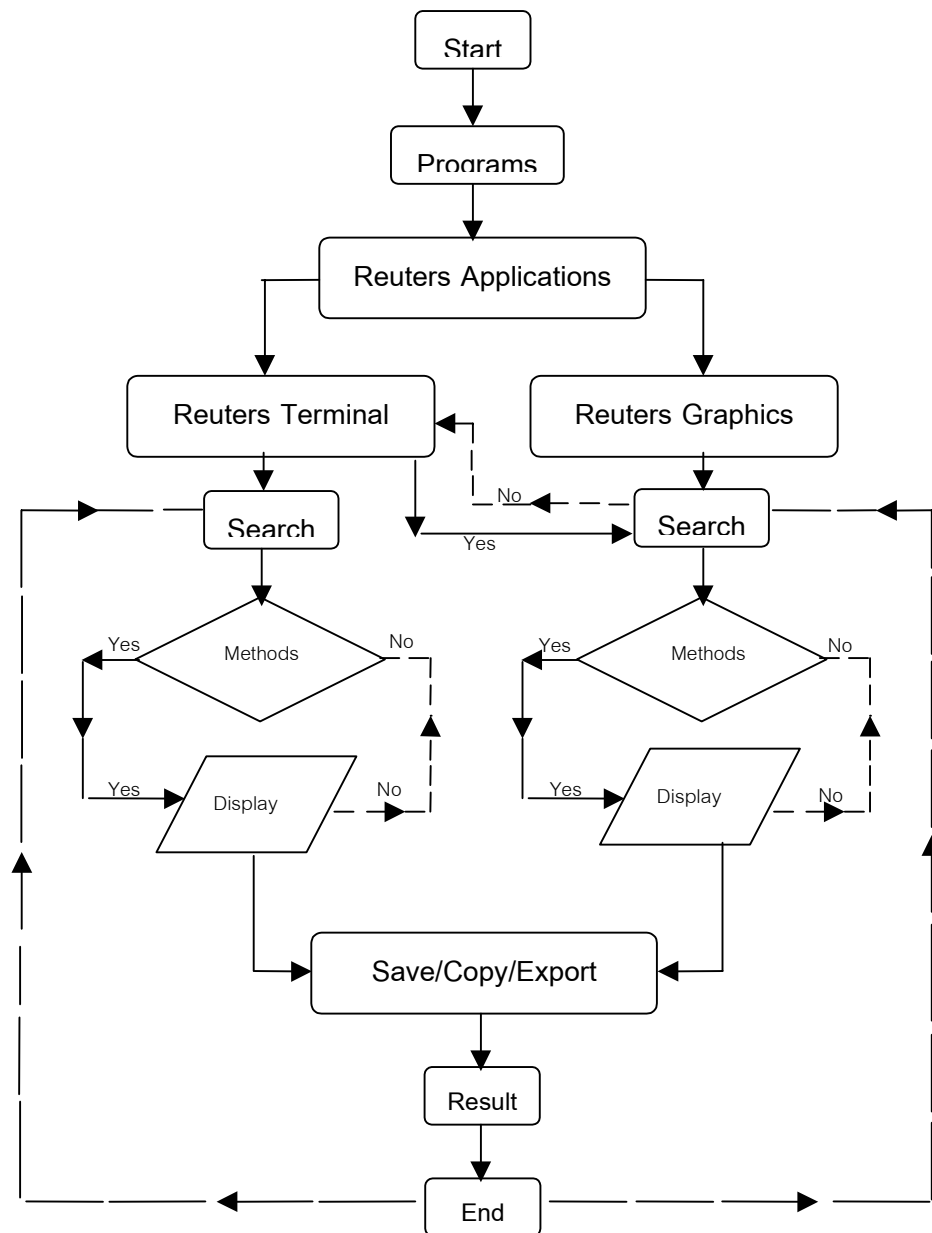 Start
Programs
Reuters Applications
Reuters Terminal
Reuters Graphics
No
Search
Search
Yes
Yes
Methods
No
Yes
Methods
No
Yes
Display
No
Yes
Display
No
Save/Copy/Export
Result
End